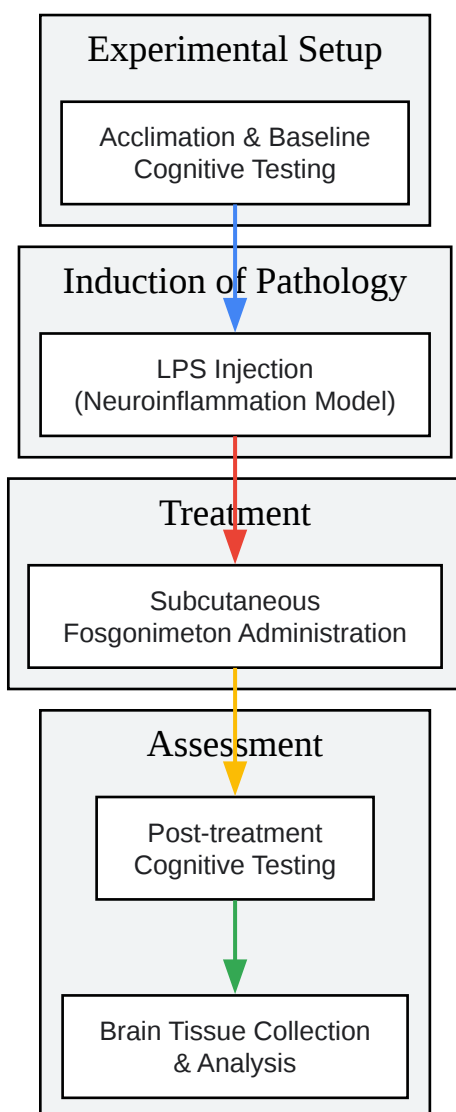 Experimental Setup
Acclimation & Baseline
Cognitive Testing
Induction of Pathology
LPS Injection
(Neuroinflammation Model)
Treatment
Subcutaneous
Fosgonimeton Administration
Assessment
Post-treatment
Cognitive Testing
Brain Tissue Collection
& Analysis